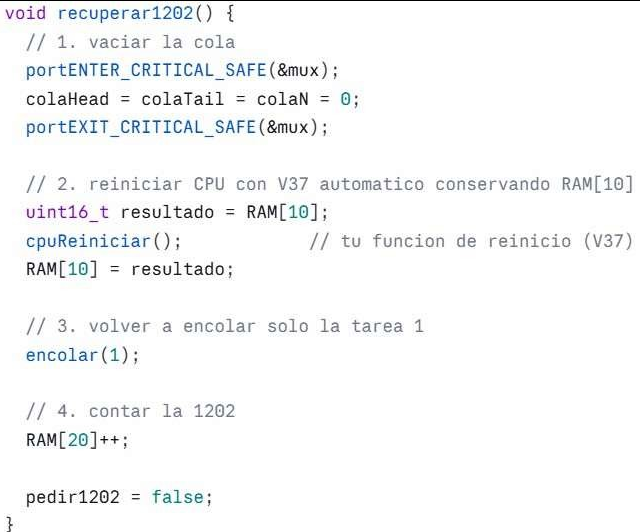 void recuperar1202() {
  // 1. vaciar la cola
  portENTER_CRITICAL_SAFE(&mux);
  colaHead = colaTail = colaN = 0;
  portEXIT_CRITICAL_SAFE(&mux);

  // 2. reiniciar CPU con V37 automatico conservando RAM[10]
  uint16_t resultado = RAM[10];
  cpuReiniciar();            // tu funcion de reinicio (V37)
  RAM[10] = resultado;

  // 3. volver a encolar solo la tarea 1
  encolar(1);

  // 4. contar la 1202
  RAM[20]++;

  pedir1202 = false;
}